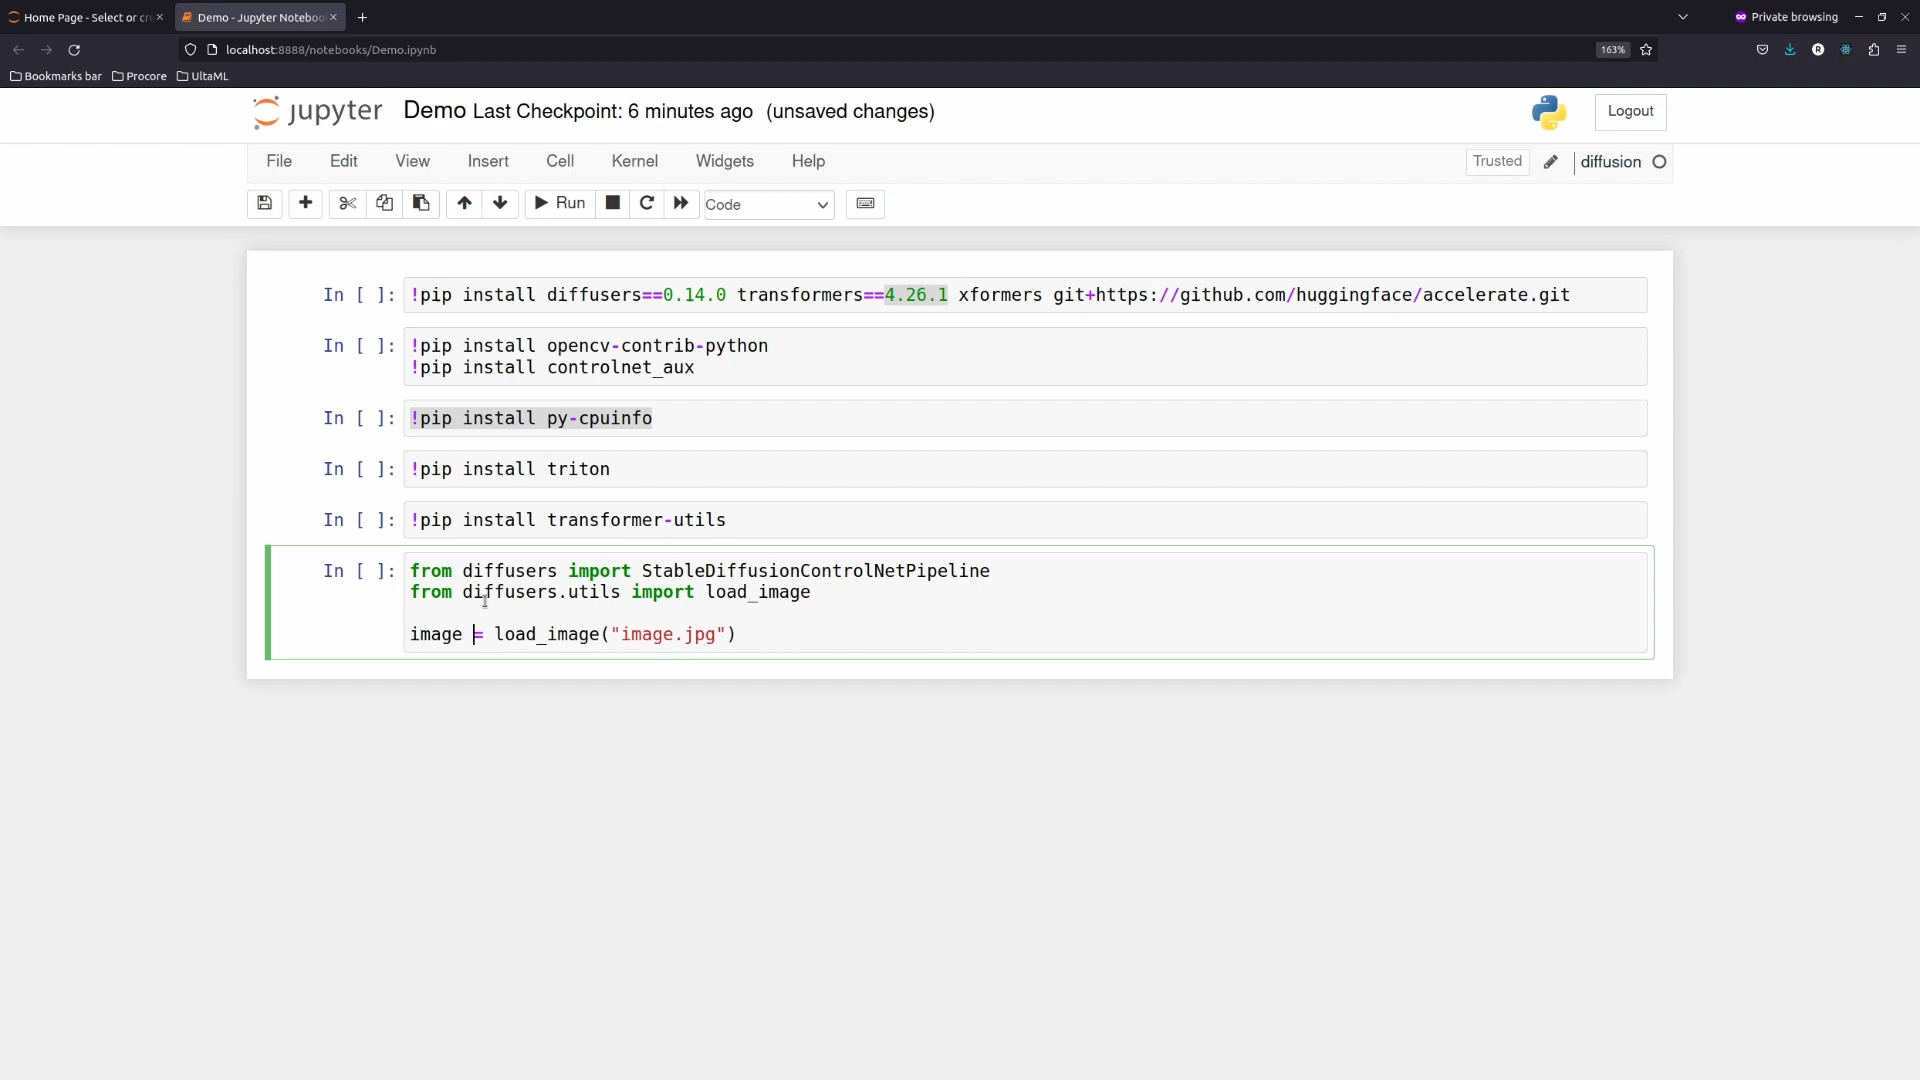 Home Page - Select or cr
Demo - Jupyter Noteboo
Private browsing
localhost:8888/notebooks/Demo.ipynb
163%
Bookmarks bar
Procore
UltaML
jupyter
Demo Last Checkpoint: 6 minutes ago (unsaved changes)
Logout
File Edit View Insert Cell Kernel Widgets Help
Trusted
diffusion
Run
Code
In [ ]: !pip install diffusers==0.14.0 transformers==4.26.1 xformers git+https://github.com/huggingface/accelerate.git
In [ ]: !pip install opencv-contrib-python
!pip install controlnet_aux
In [ ]: !pip install py-cpuinfo
In [ ]: !pip install triton
In [ ]: !pip install transformer-utils
In [ ]: from diffusers import StableDiffusionControlNetPipeline
from diffusers.utils import load_image
image = load_image("image.jpg")